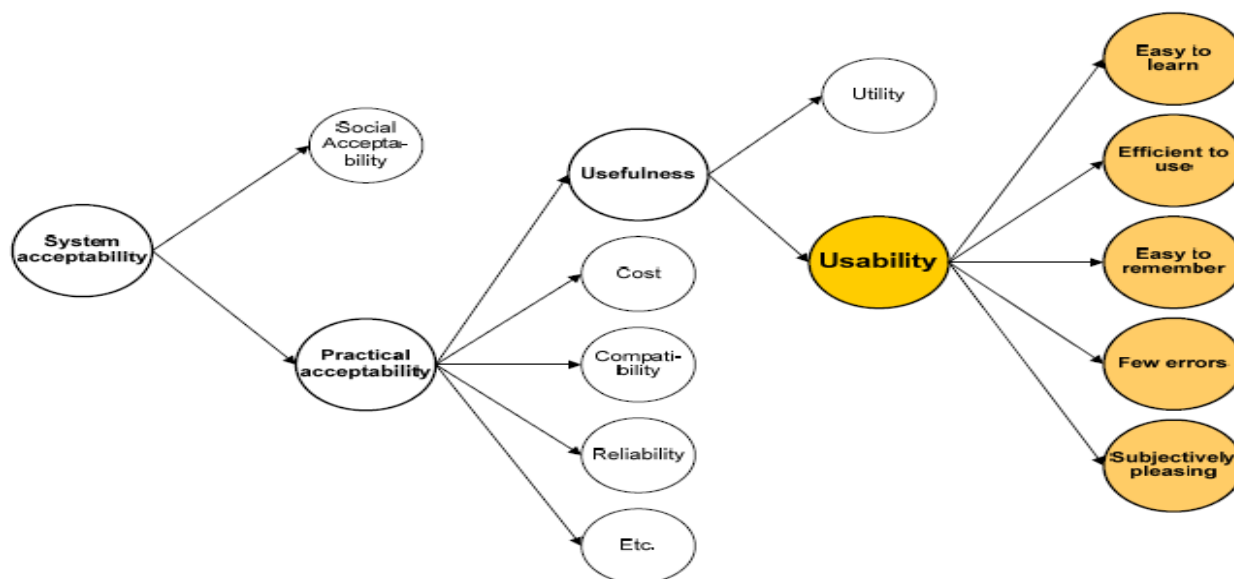 System
acceptability
Social
Accepta-
bility
Practical
acceptability
Usefulness
Cost
Compati-
bility
Reliability
Etc.
Utility
Usability
Easy to
learn
Efficient to
use
Easy to
remember
Few errors
Subjectively
pleasing